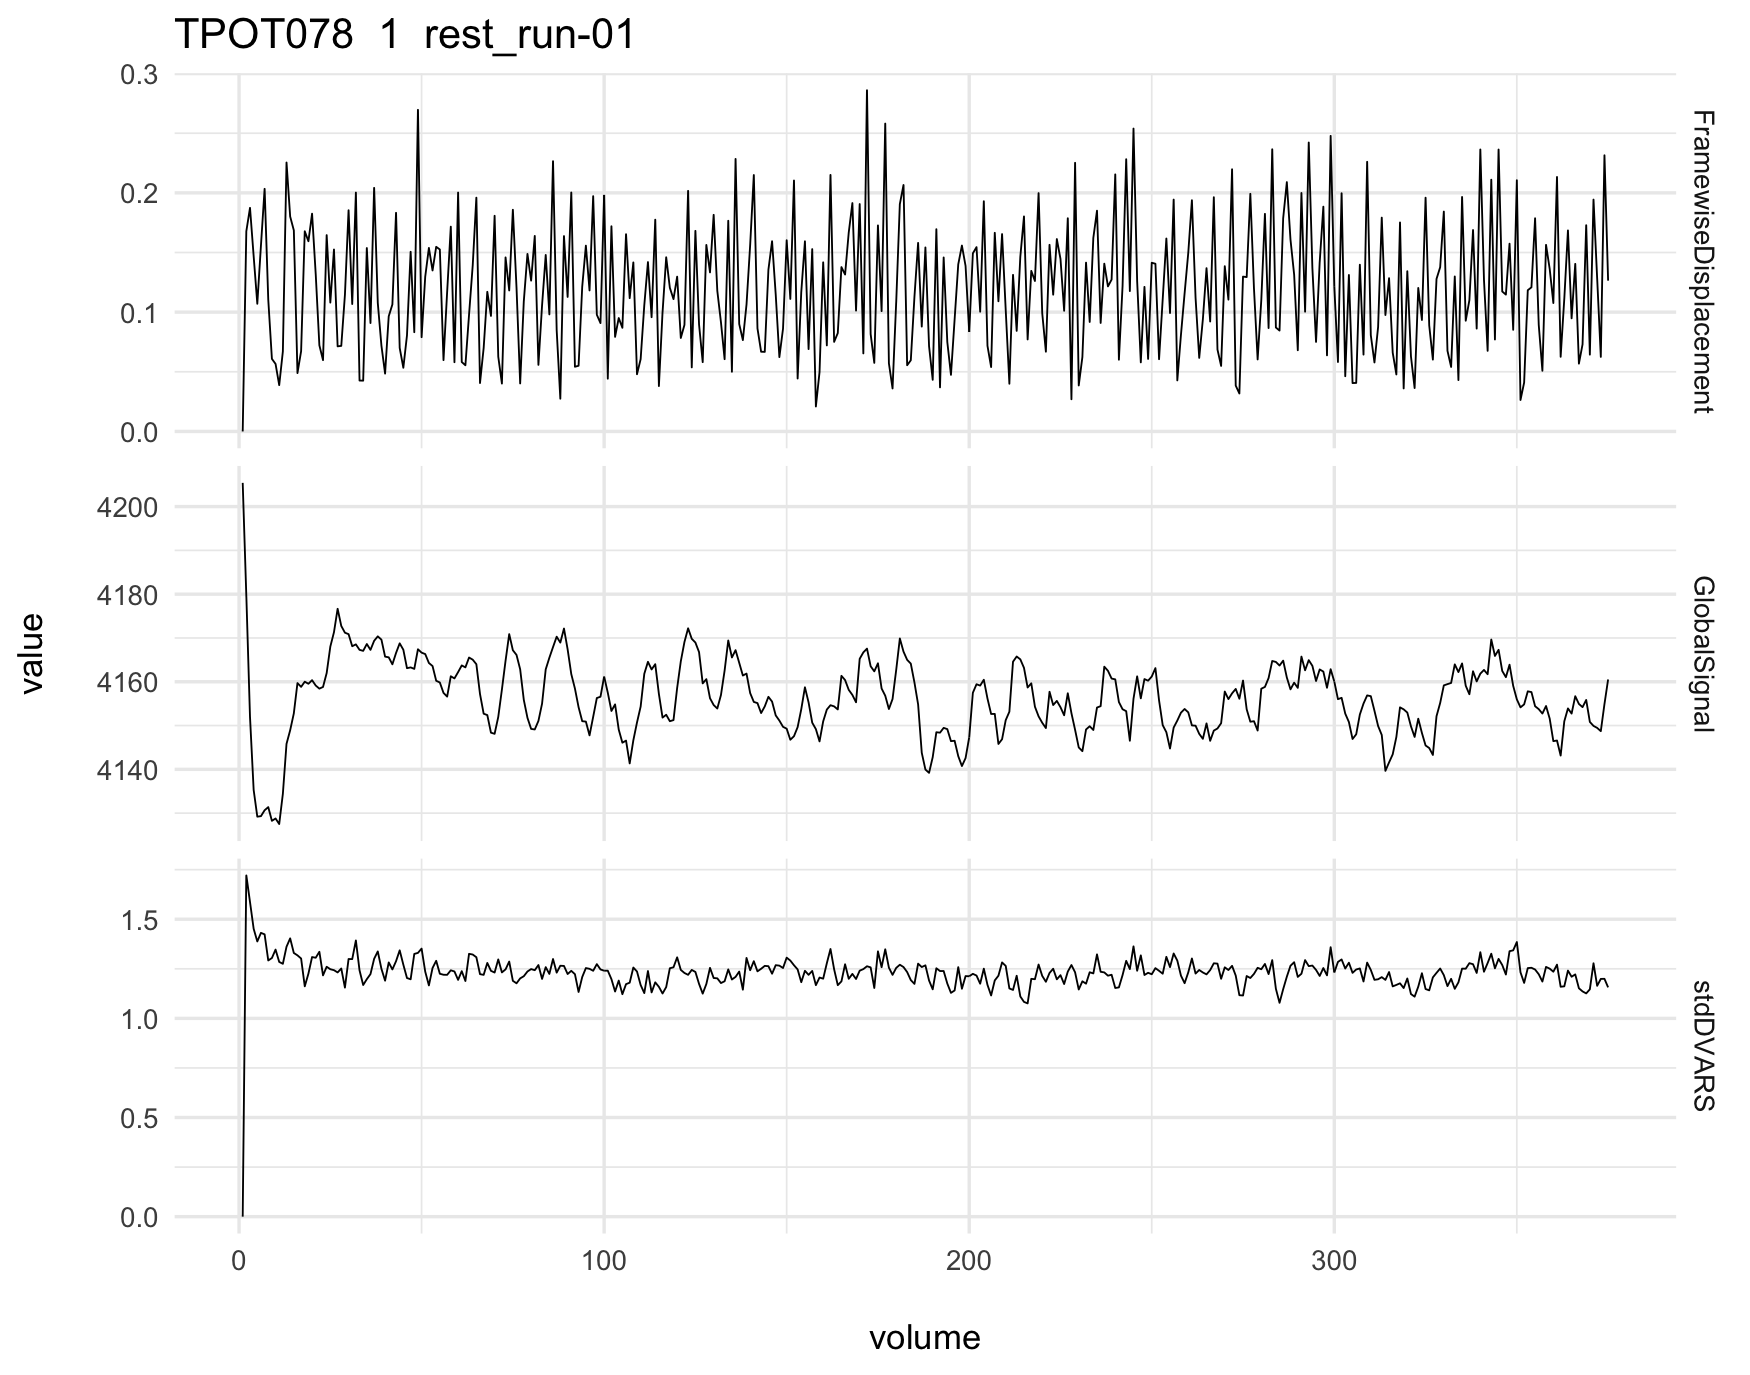 TPOT078  1  rest_run-01
0.3
0.2
0.1
0.0
FramewiseDisplacement
4200
4180
4160
4140
GlobalSignal
value
1.5
1.0
0.5
0.0
stdDVARS
0 100 200 300
volume